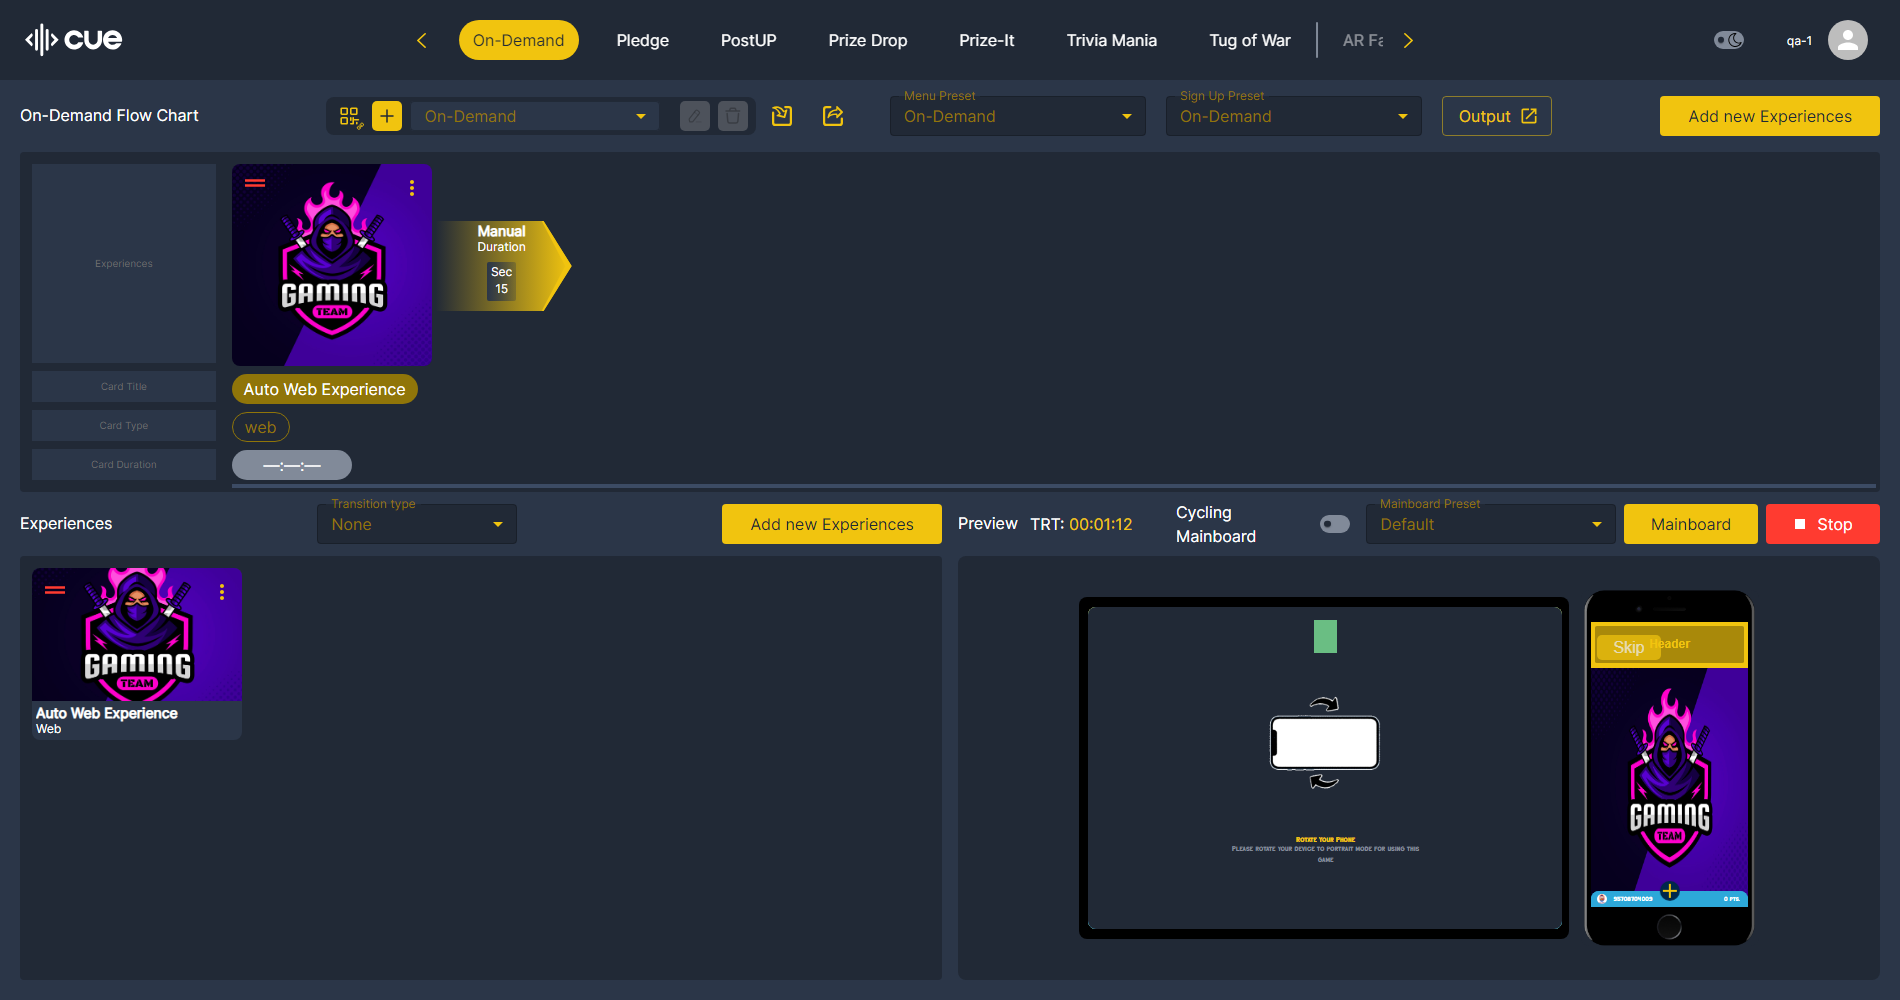 cue
On-Demand
Pledge
PostUP
Prize Drop
Prize-It
Trivia Mania
Tug of War
AR Fa
qa-1
On-Demand Flow Chart
On-Demand
Menu Preset
On-Demand
Sign Up Preset
On-Demand
Output
Add new Experiences
Experiences
GAMING
TEAM
Manual
Duration
Sec
15
Card Title
Auto Web Experience
Card Type
web
Card Duration
—:—:—
Experiences
Transition type
None
Add new Experiences
Preview
TRT: 00:01:12
Cycling
Mainboard
Mainboard Preset
Default
Mainboard
Stop
GAMING
TEAM
Auto Web Experience
Web
Rotate Your Phone
Please rotate your device to portrait mode for using this
game
Skip
Header
GAMING
TEAM
0 PTS.